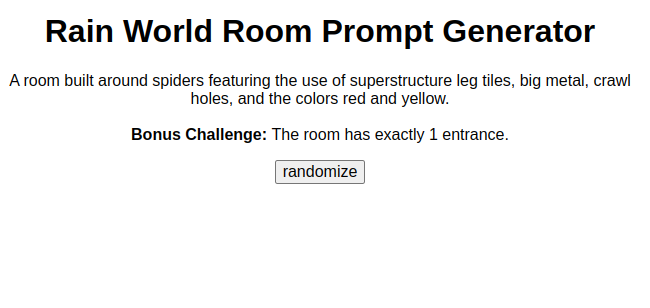 Rain World Room Prompt Generator
A room built around spiders featuring the use of superstructure leg tiles, big metal, crawl
holes, and the colors red and yellow.
Bonus Challenge: The room has exactly 1 entrance.
randomize